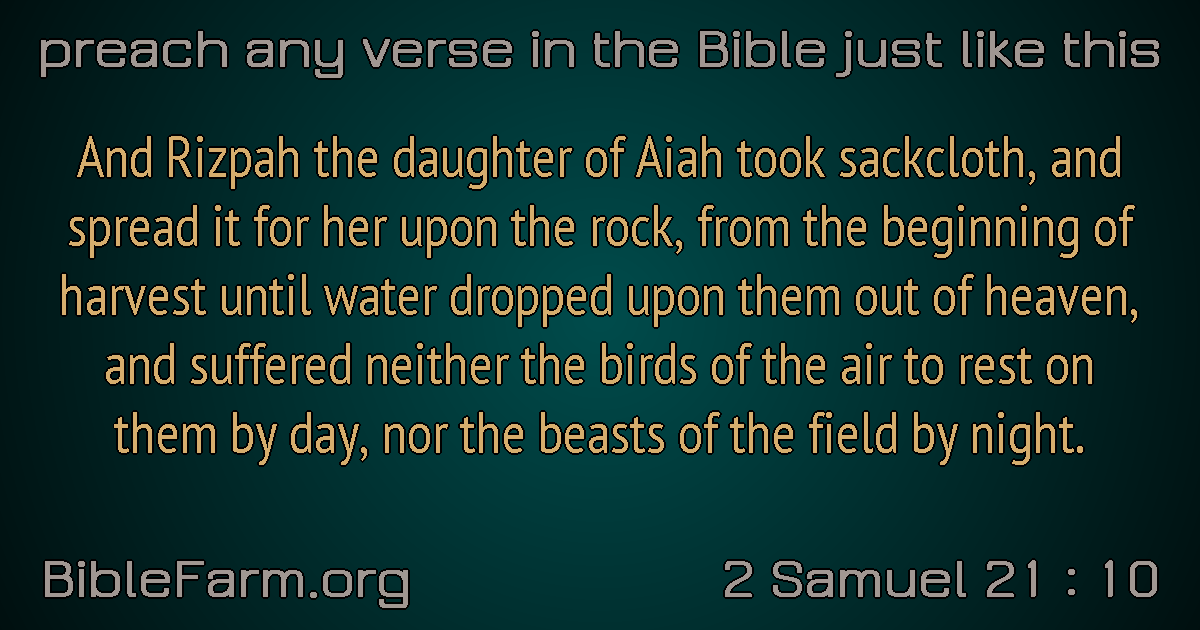 preach any verse in the Bible just like this
And Rizpah the daughter of Aiah took sackcloth, and
spread it for her upon the rock, from the beginning of
harvest until water dropped upon them out of heaven,
and suffered neither the birds of the air to rest on
them by day, nor the beasts of the field by night.
BibleFarm.org
2 Samuel 21 : 10